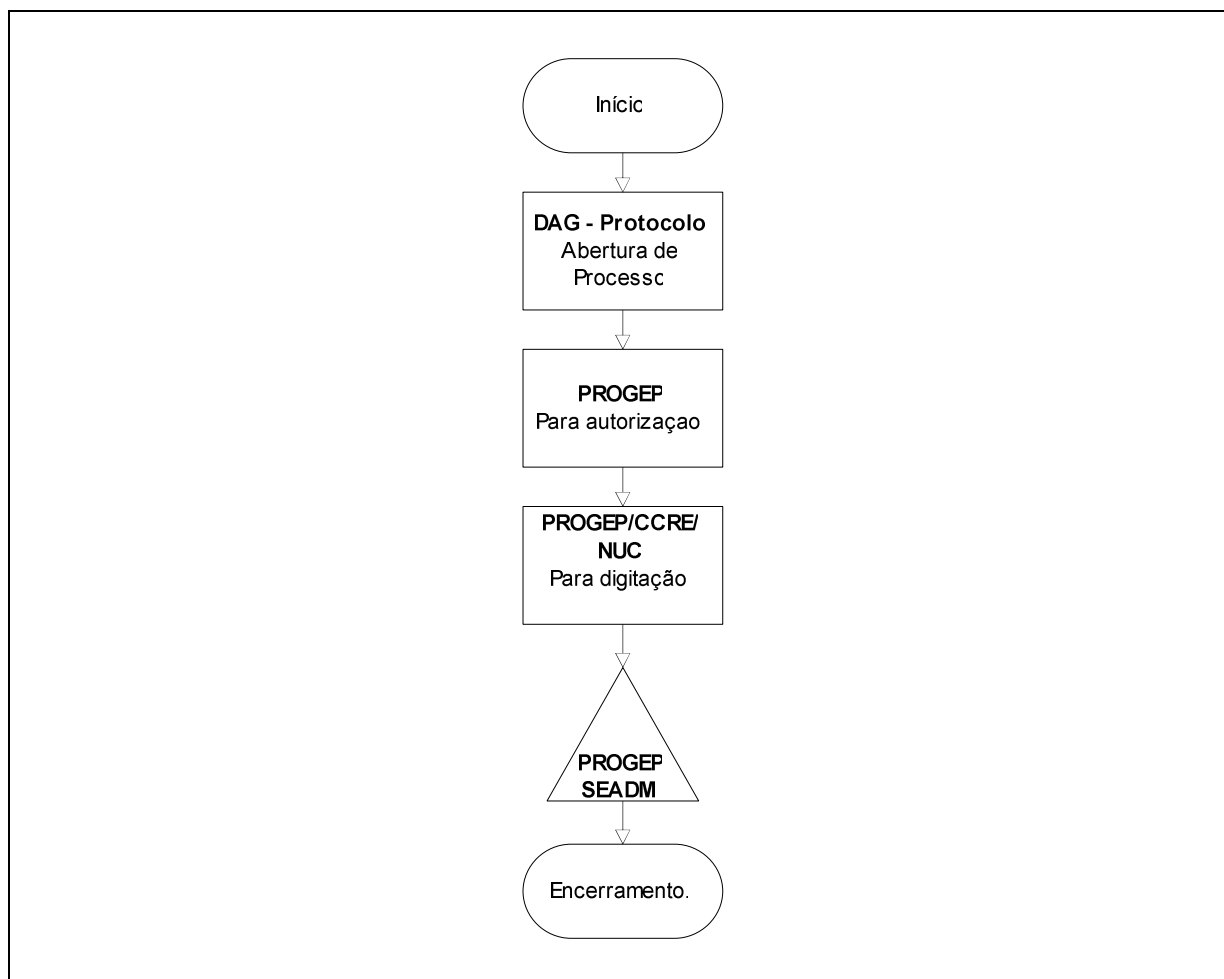 Início
DAG - Protocolo
Abertura de
Processo
PROGEP
Para autorizaçao
PROGEP/CCRE/
NUC
Para digitação
PROGEP
SEADM
Encerramento.